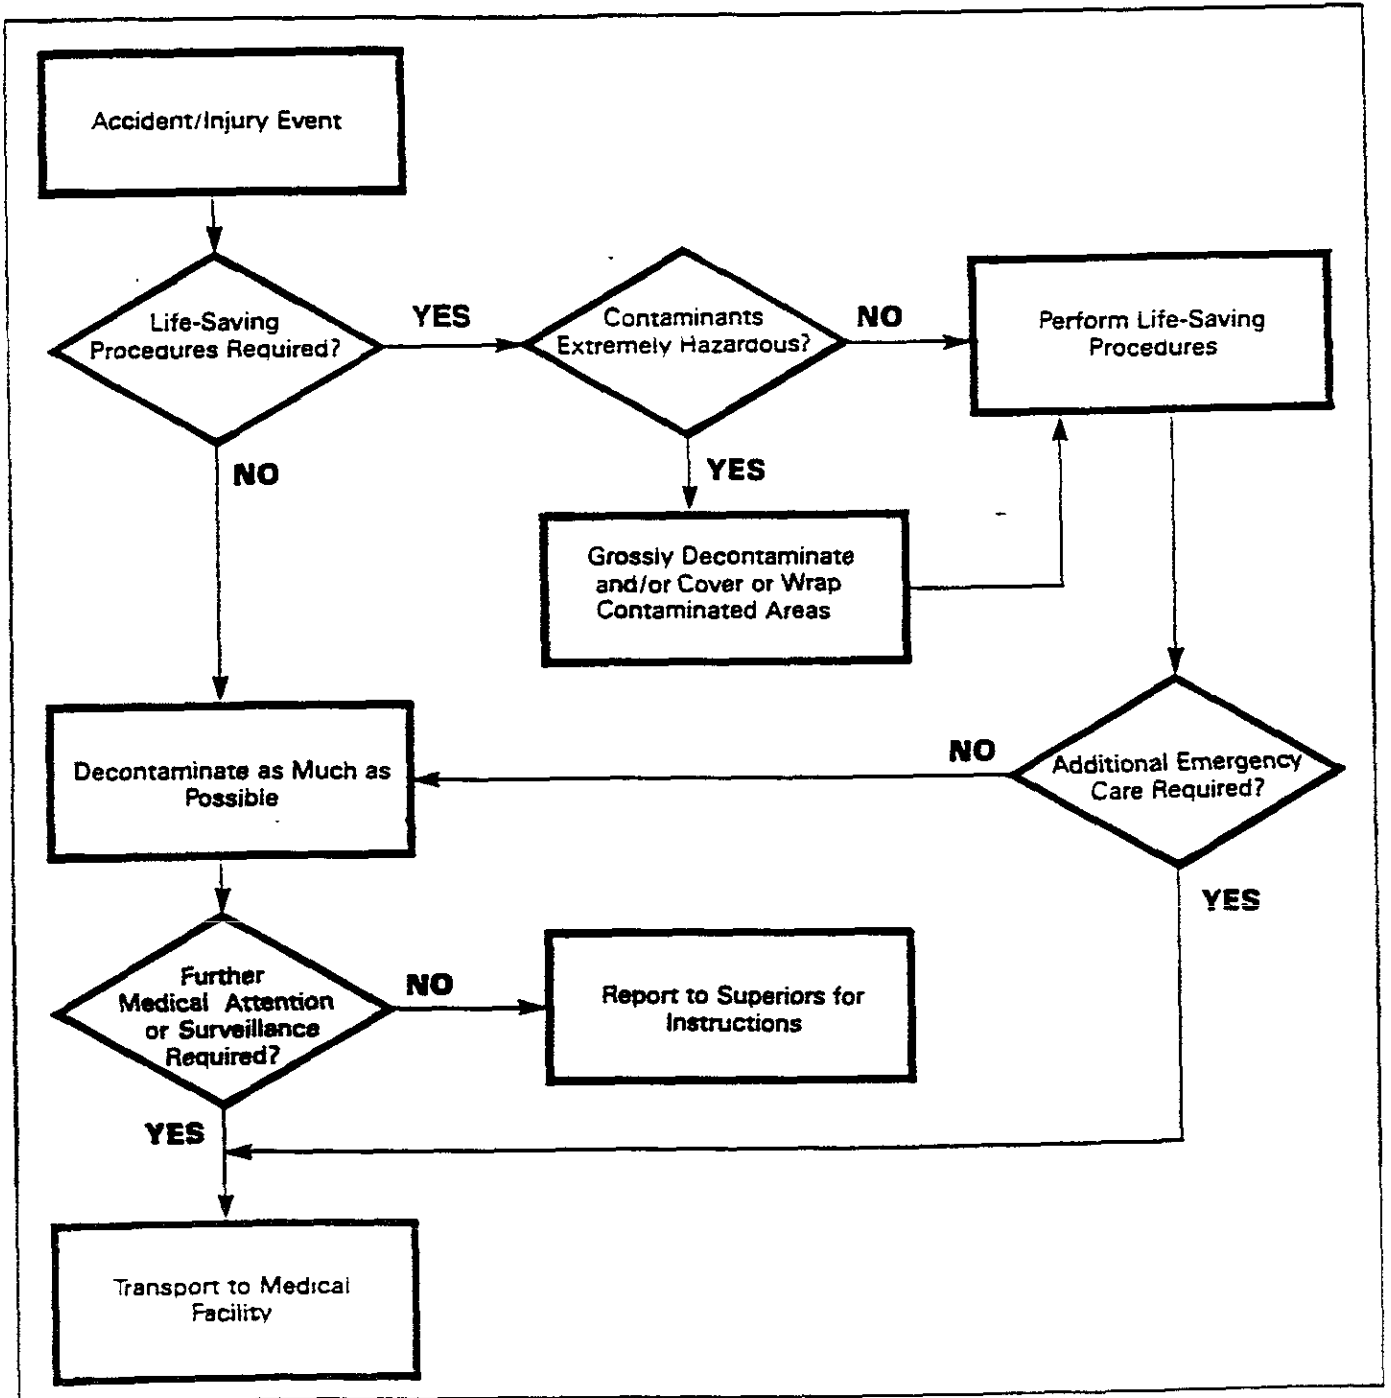 Accident/Injury Event
Life-Saving
Procedures Required?
YES
Contaminants
Extremely Hazardous?
NO
Perform Life-Saving
Procedures
NO
YES
Grossly Decontaminate
and/or Cover or Wrap
Contaminated Areas
Decontaminate as Much as
Possible
NO
Additional Emergency
Care Required?
YES
Further
Medical Attention
or Surveillance
Required?
NO
Report to Superiors for
Instructions
YES
Transport to Medical
Facility